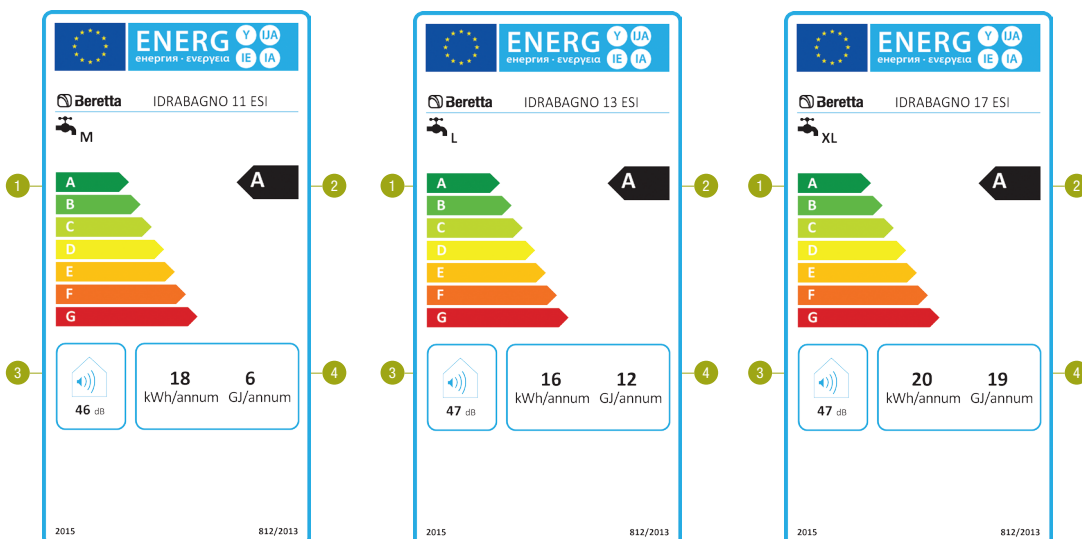 ENERG Y IJA
енергия · ενεργεια IE IA
Beretta IDRABAGNO 11 ESI
M
1 A A 2
B
C
D
E
F
G
3 4
18 6
kWh/annum GJ/annum
46 dB
2015 812/2013
ENERG Y IJA
енергия · ενεργεια IE IA
Beretta IDRABAGNO 13 ESI
L
1 A A 2
B
C
D
E
F
G
3 4
16 12
kWh/annum GJ/annum
47 dB
2015 812/2013
ENERG Y IJA
енергия · ενεργεια IE IA
Beretta IDRABAGNO 17 ESI
XL
1 A A 2
B
C
D
E
F
G
3 4
20 19
kWh/annum GJ/annum
47 dB
2015 812/2013